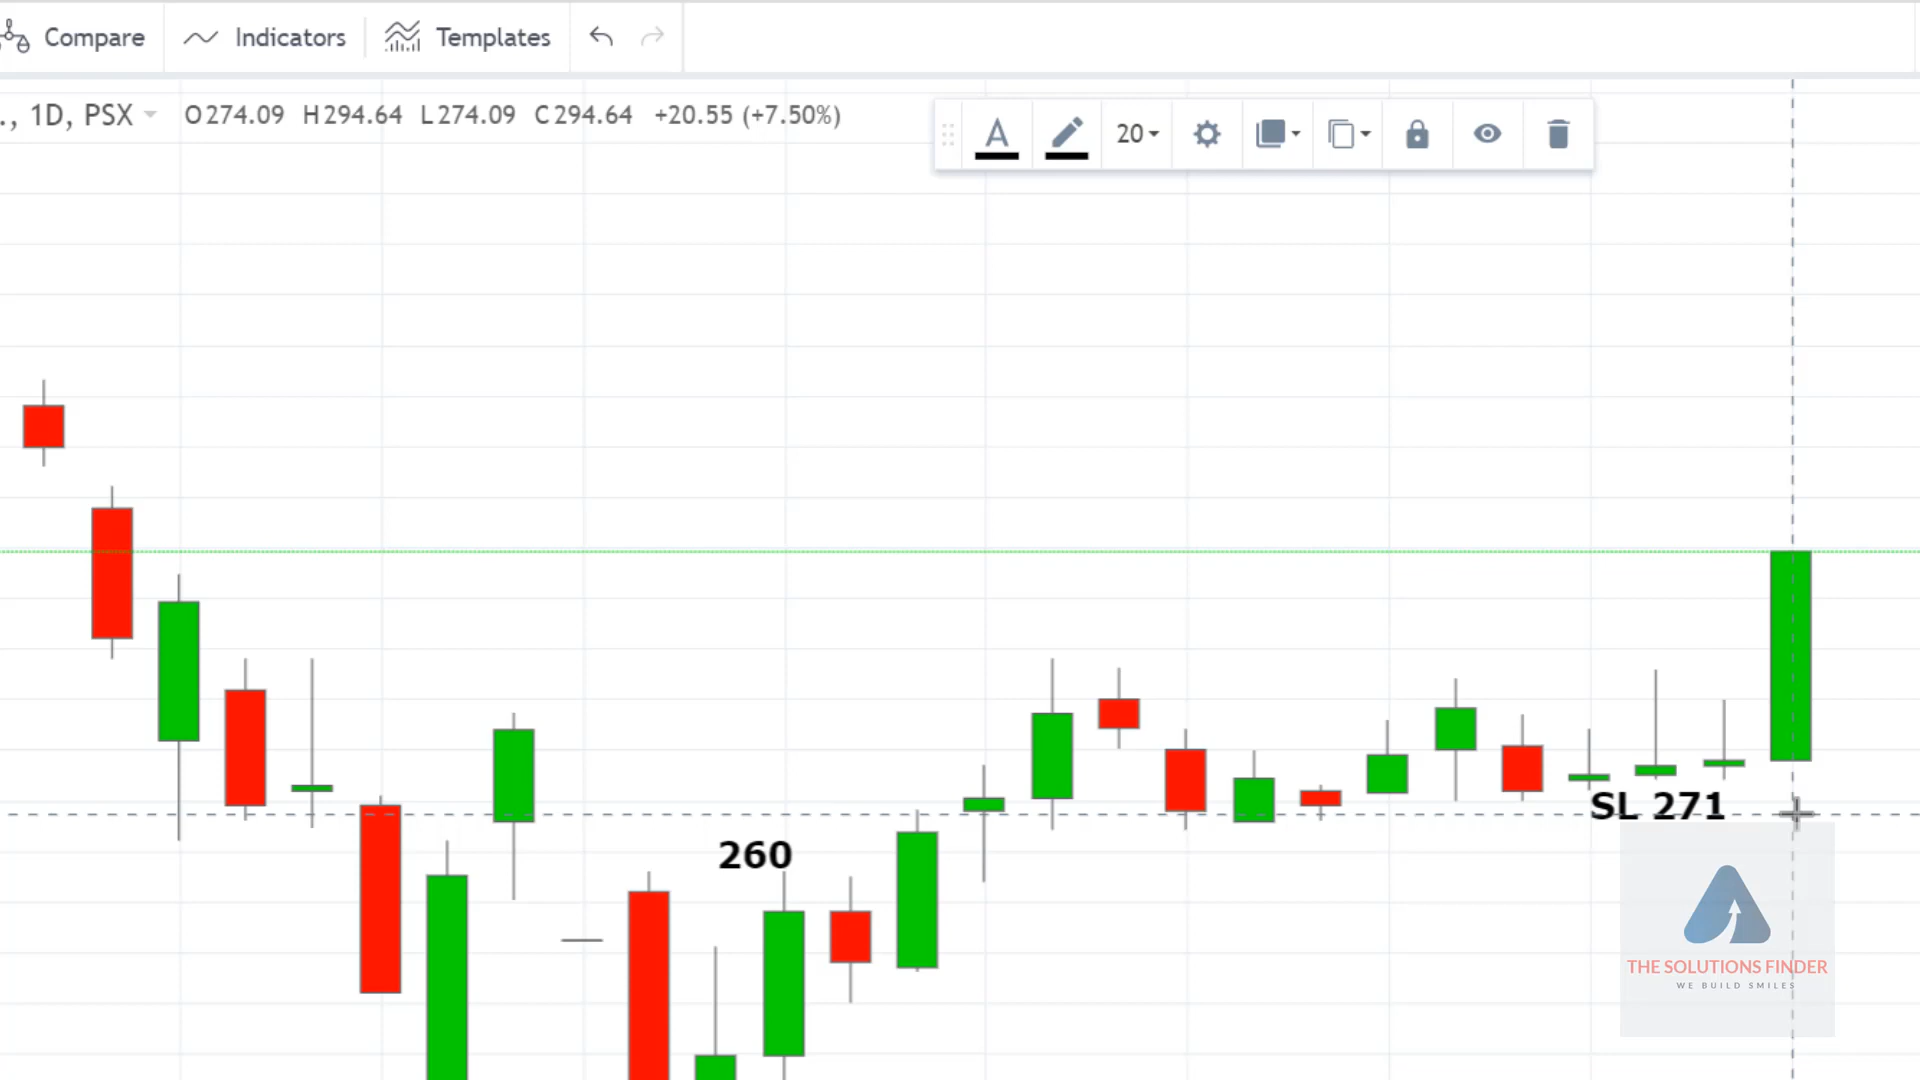 Compare Indicators Templates
., 1D, PSX O274.09 H294.64 L274.09 C294.64 +20.55 (+7.50%)
A 20
SL 271
260
THE SOLUTIONS FINDER
WE BUILD SMILES